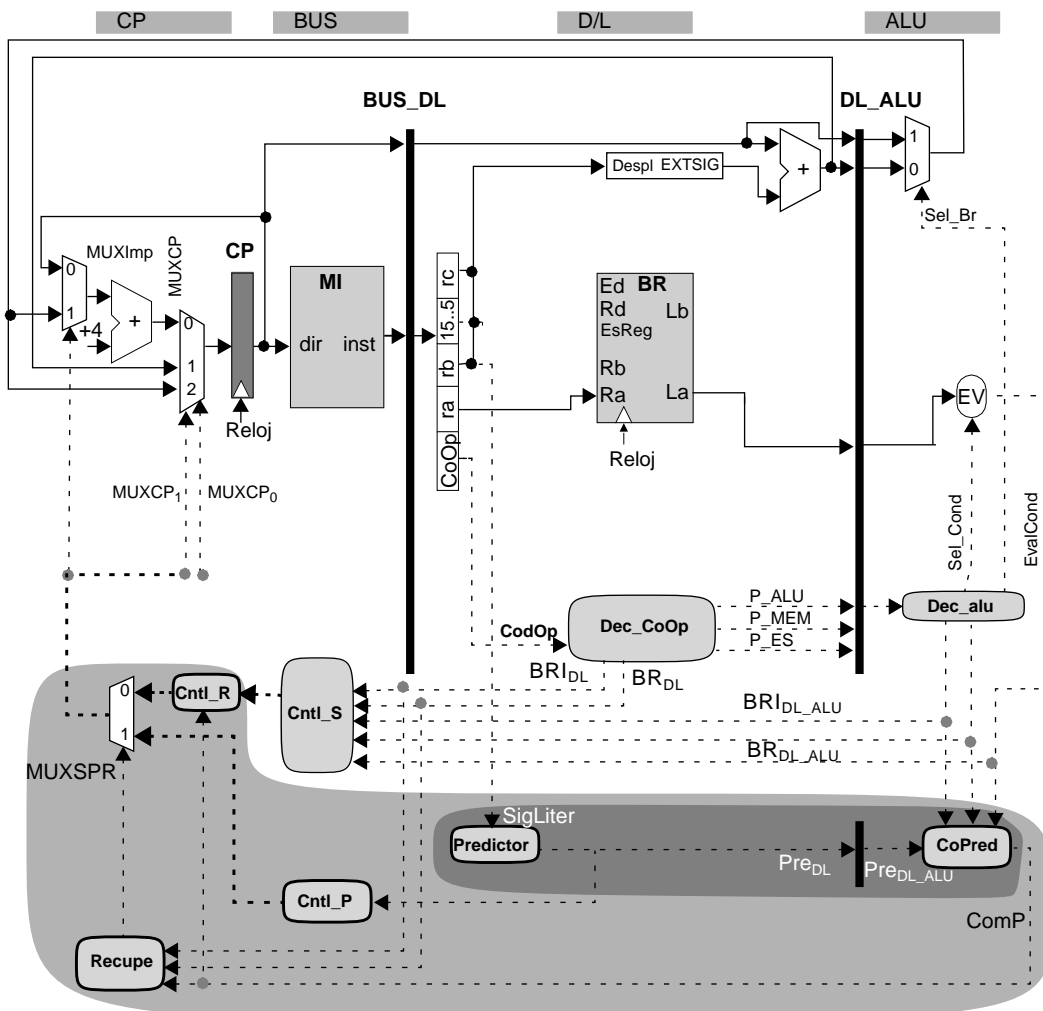 CP BUS D/L ALU
BUS_DL DL_ALU
Despl EXTSIG
+
1
0
Sel_Br
MUXImp
MUXCP
CP
0
1
+4
+
0
1
2
Reloj
MI
dir inst
rc
15..5
rb
ra
CoOp
Ed BR
Rd
EsReg
Lb
Rb
Ra
La
Reloj
EV
MUXCP1 MUXCP0
Sel_Cond
EvalCond
CodOp
Dec_CoOp
P_ALU
P_MEM
P_ES
Dec_alu
BRIDL
BRDL
0
1
MUXSPR
Cntl_R
Cntl_S
BRIDL_ALU
BRDL_ALU
SigLiter
Predictor
PreDL
PreDL_ALU
CoPred
Cntl_P
ComP
Recupe